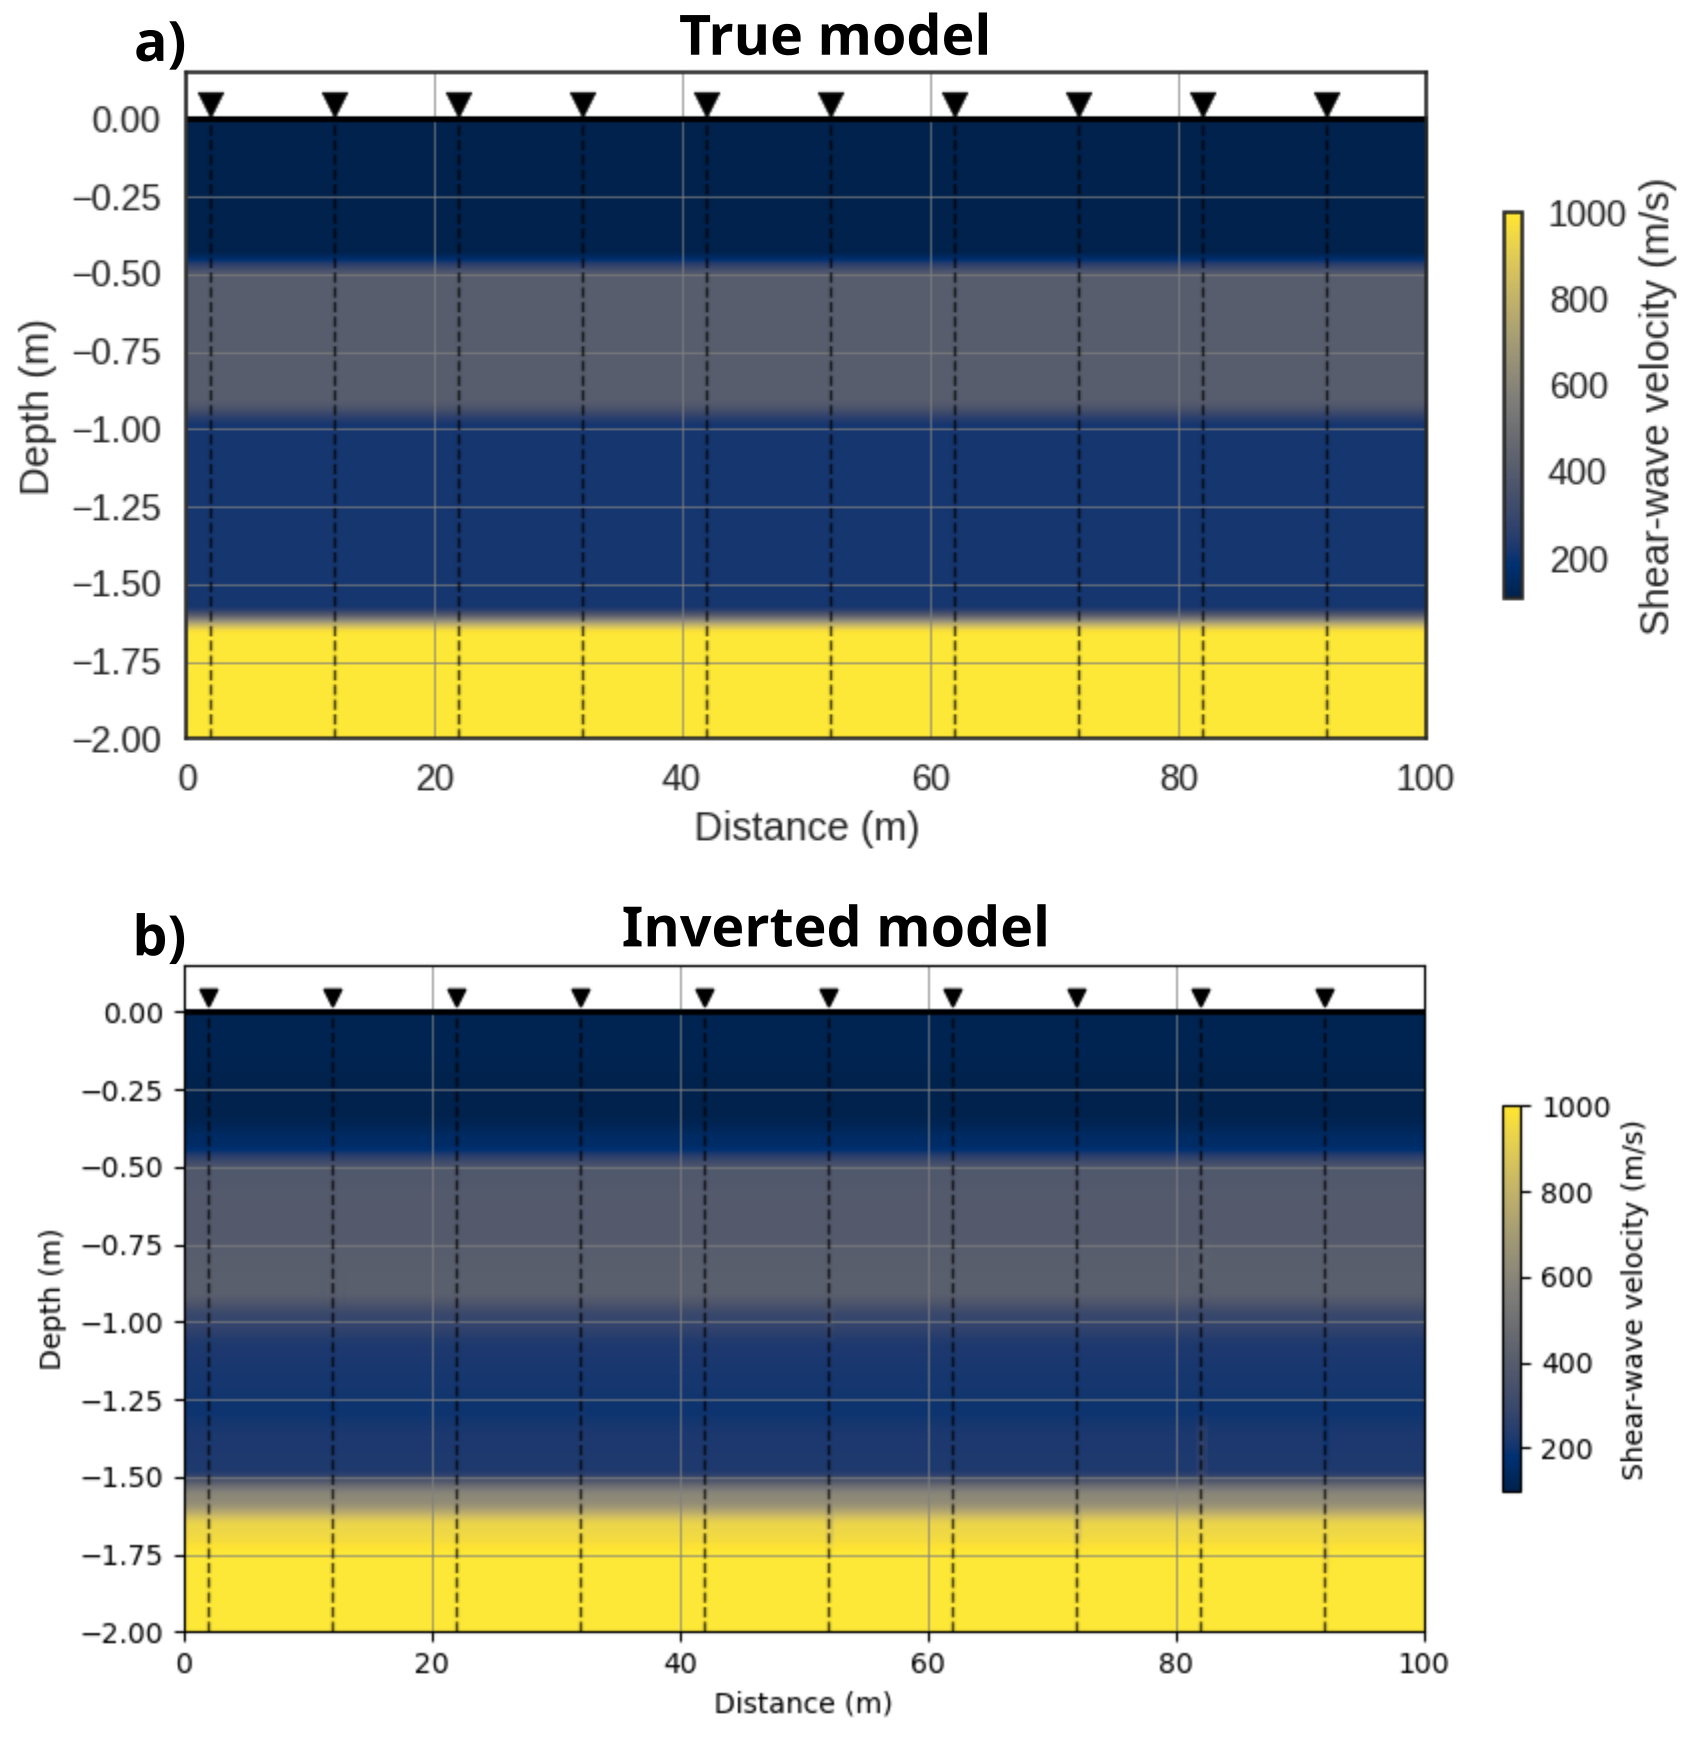 a)
True model
0.00
−0.25
−0.50
−0.75
−1.00
−1.25
−1.50
−1.75
−2.00
Depth (m)
0 20 40 60 80 100
Distance (m)
1000
800
600
400
200
Shear-wave velocity (m/s)
b)
Inverted model
0.00
−0.25
−0.50
−0.75
−1.00
−1.25
−1.50
−1.75
−2.00
Depth (m)
0 20 40 60 80 100
Distance (m)
1000
800
600
400
200
Shear-wave velocity (m/s)